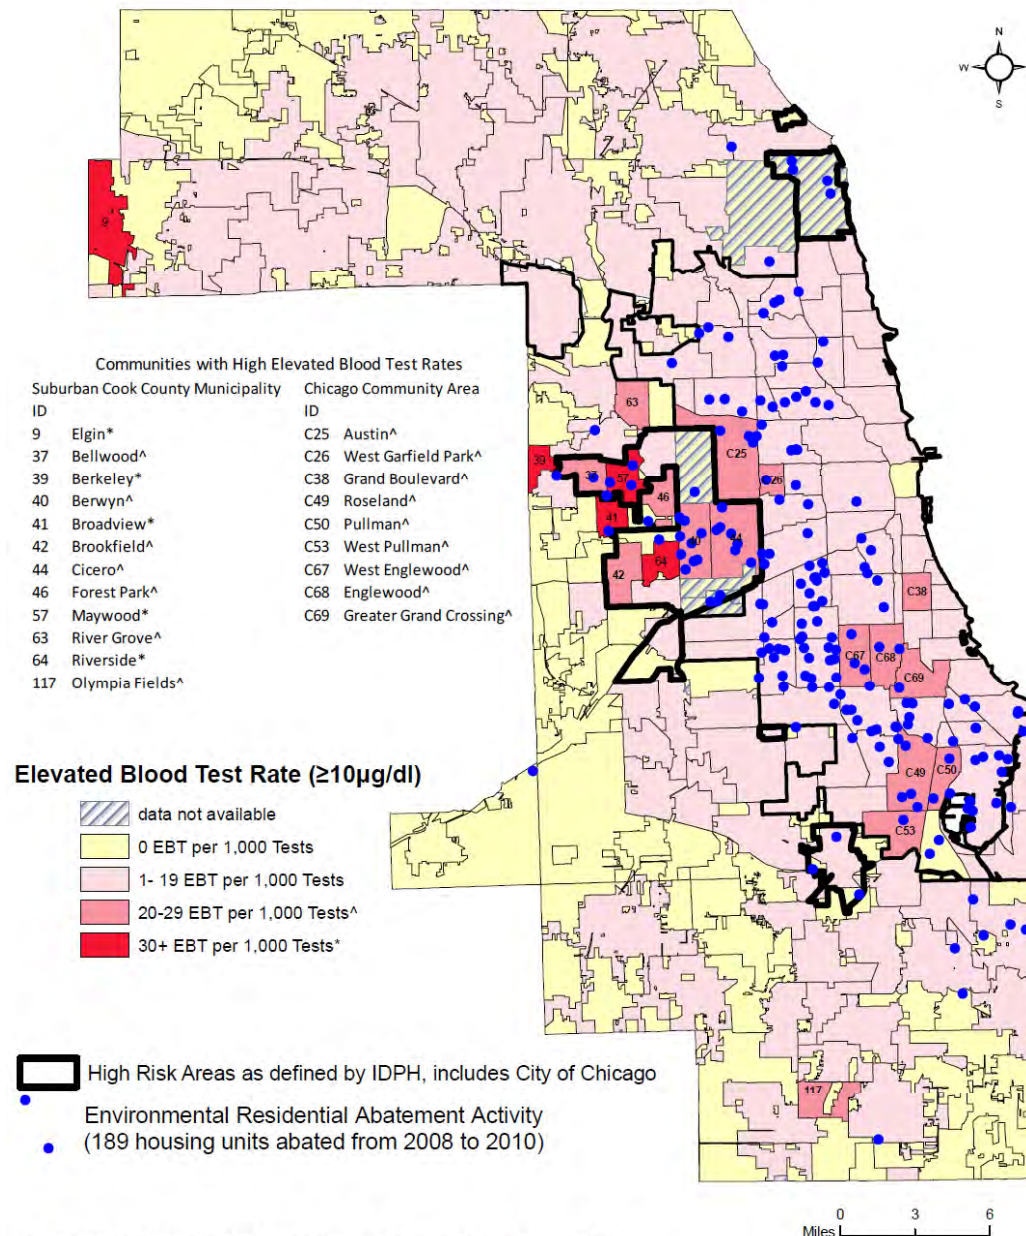 N
W E
S
9
Communities with High Elevated Blood Test Rates
Suburban Cook County Municipality Chicago Community Area
ID ID
9 Elgin* C25 Austin^
37 Bellwood^ C26 West Garfield Park^
39 Berkeley* C38 Grand Boulevard^
40 Berwyn^ C49 Roseland^
41 Broadview* C50 Pullman^
42 Brookfield^ C53 West Pullman^
44 Cicero^ C67 West Englewood^
46 Forest Park^ C68 Englewood^
57 Maywood* C69 Greater Grand Crossing^
63 River Grove^
64 Riverside*
117 Olympia Fields^
63
39 37 57 C25
46
41
42 64
C38
C67 C68
C69
C49 C50
C53
Elevated Blood Test Rate (≥10µg/dl)
data not available
0 EBT per 1,000 Tests
1- 19 EBT per 1,000 Tests
20-29 EBT per 1,000 Tests^
30+ EBT per 1,000 Tests*
High Risk Areas as defined by IDPH, includes City of Chicago
Environmental Residential Abatement Activity
(189 housing units abated from 2008 to 2010)
117
0 3 6
Miles